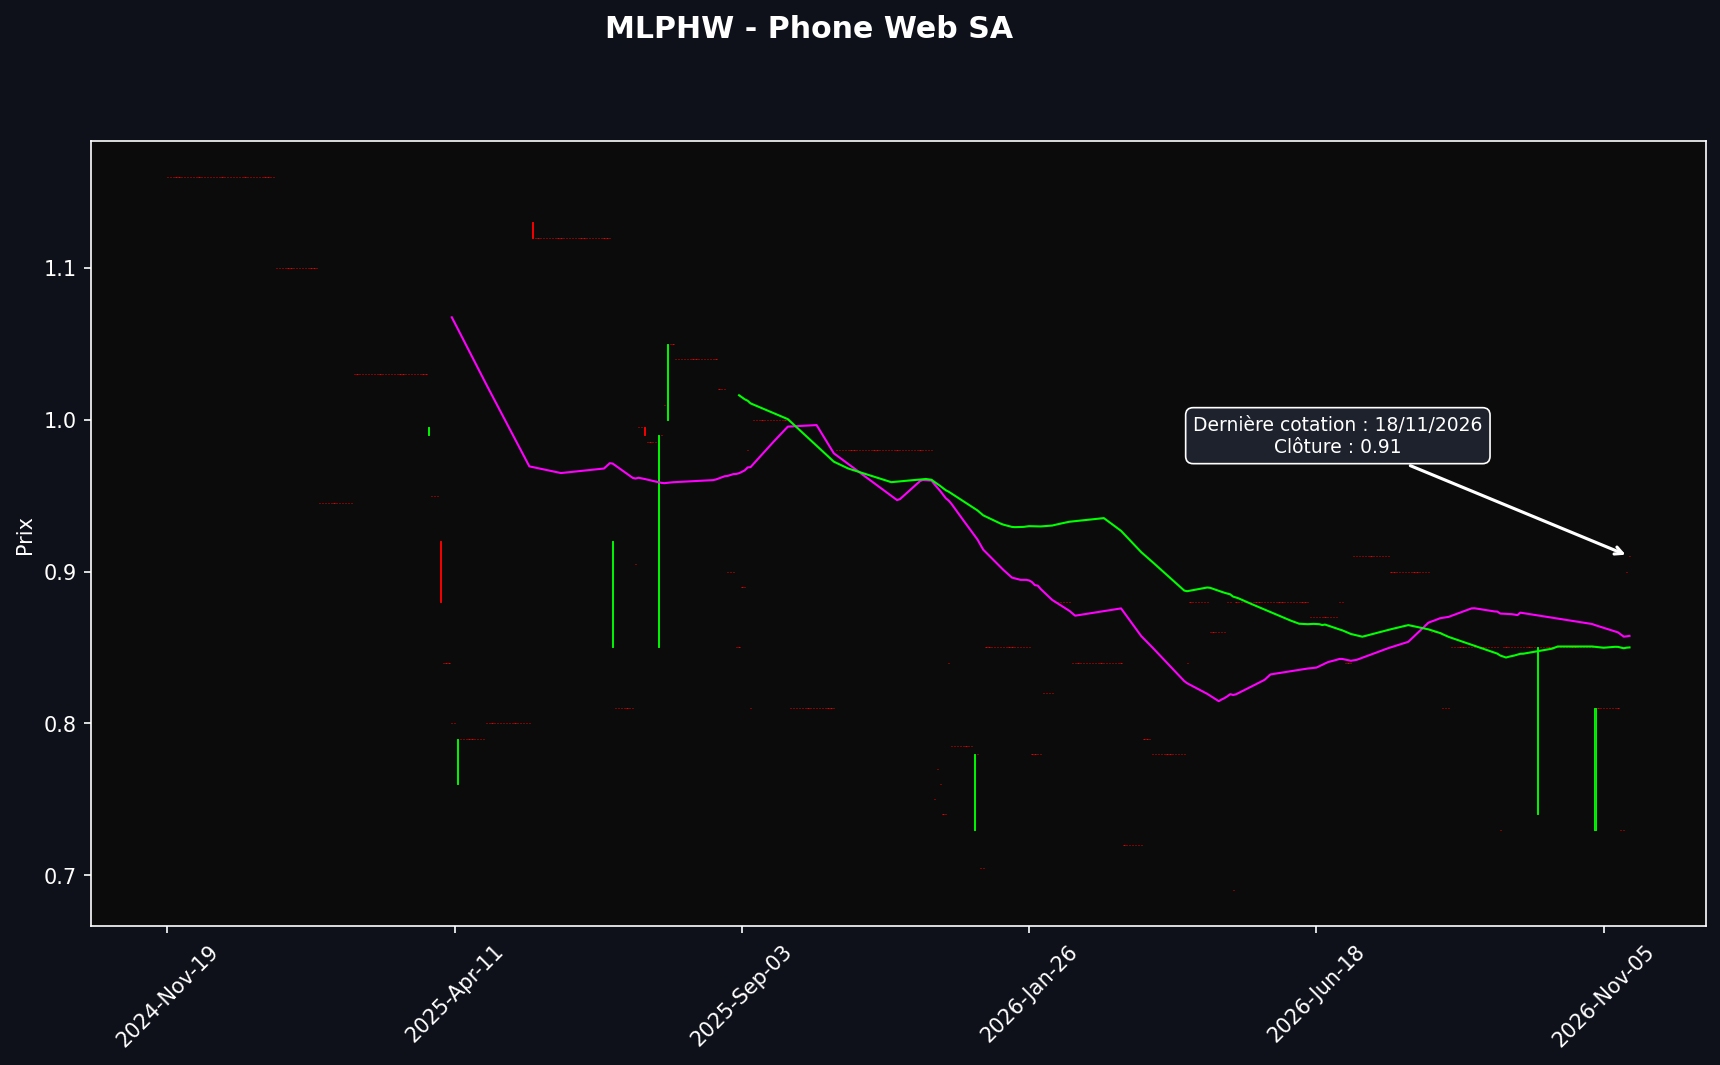 MLPHW - Phone Web SA
Prix
1.1
1.0
0.9
0.8
0.7
Dernière cotation : 18/11/2026
Clôture : 0.91
2024-Nov-19
2025-Apr-11
2025-Sep-03
2026-Jan-26
2026-Jun-18
2026-Nov-05